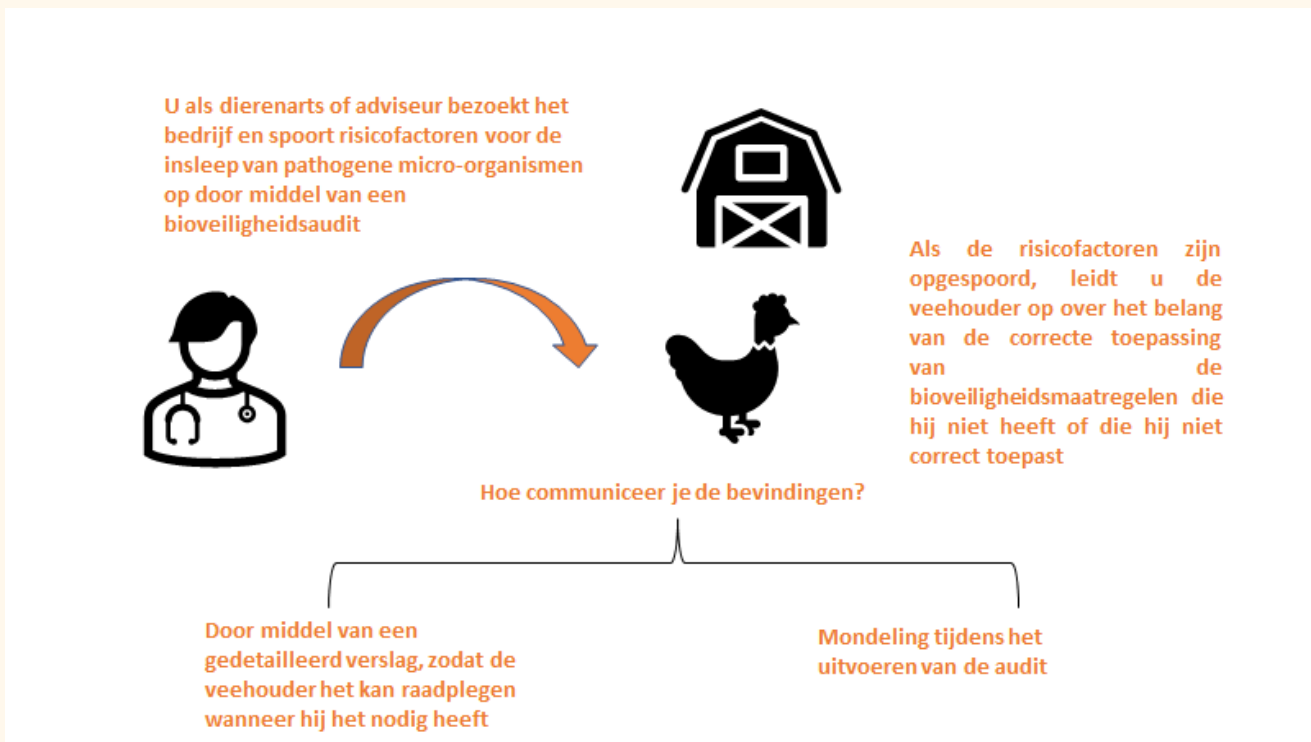 U als dierenarts of adviseur bezoekt het
bedrijf en spoort risicofactoren voor de
insleep van pathogene micro-organismen
op door middel van een
bioveiligheidsaudit
Als de risicofactoren zijn
opgespoord, leidt u de
veehouder op over het belang
van de correcte toepassing
van de
bioveiligheidsmaatregelen die
hij niet heeft of die hij niet
correct toepast
Hoe communiceer je de bevindingen?
Door middel van een
gedetailleerd verslag, zodat de
veehouder het kan raadplegen
wanneer hij het nodig heeft
Mondeling tijdens het
uitvoeren van de audit